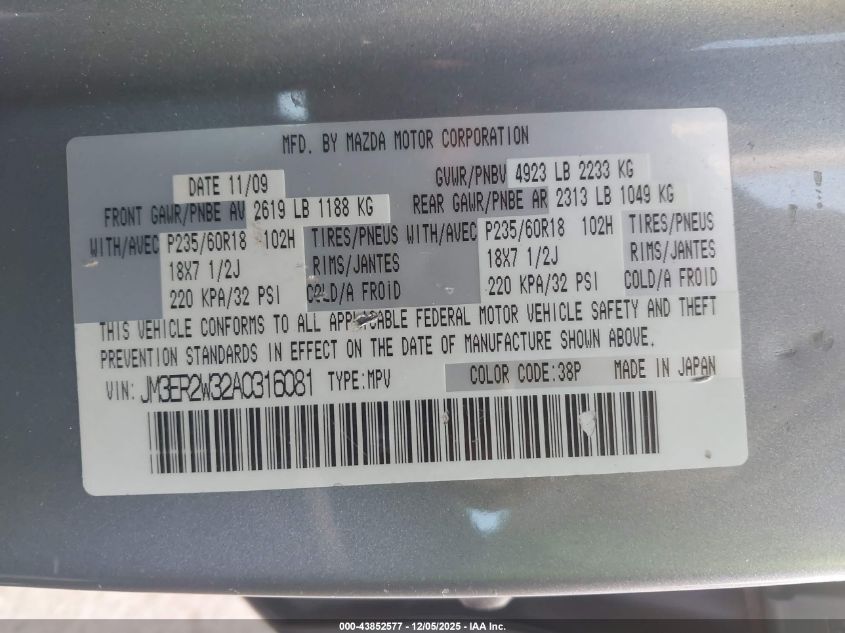 MFD. BY MAZDA MOTOR CORPORATION
DATE 11/09 GVWR/PNBV 4923 LB 2233 KG
FRONT GAWR/PNBE AV 2619 LB 1188 KG REAR GAWR/PNBE AR 2313 LB 1049 KG
WITH/AVEC P235/60R18 102H TIRES/PNEUS WITH/AVEC P235/60R18 102H TIRES/PNEUS
18X7 1/2J RIMS/JANTES 18X7 1/2J RIMS/JANTES
220 KPA/32 PSI COLD/A FROID 220 KPA/32 PSI COLD/A FROID
THIS VEHICLE CONFORMS TO ALL APPLICABLE FEDERAL MOTOR VEHICLE SAFETY AND THEFT
PREVENTION STANDARDS IN EFFECT ON THE DATE OF MANUFACTURE SHOWN ABOVE.
VIN: JM3ER2W32A0316081 TYPE:MPV COLOR CODE:38P MADE IN JAPAN
000-43852577 - 12/05/2025 - IAA Inc.